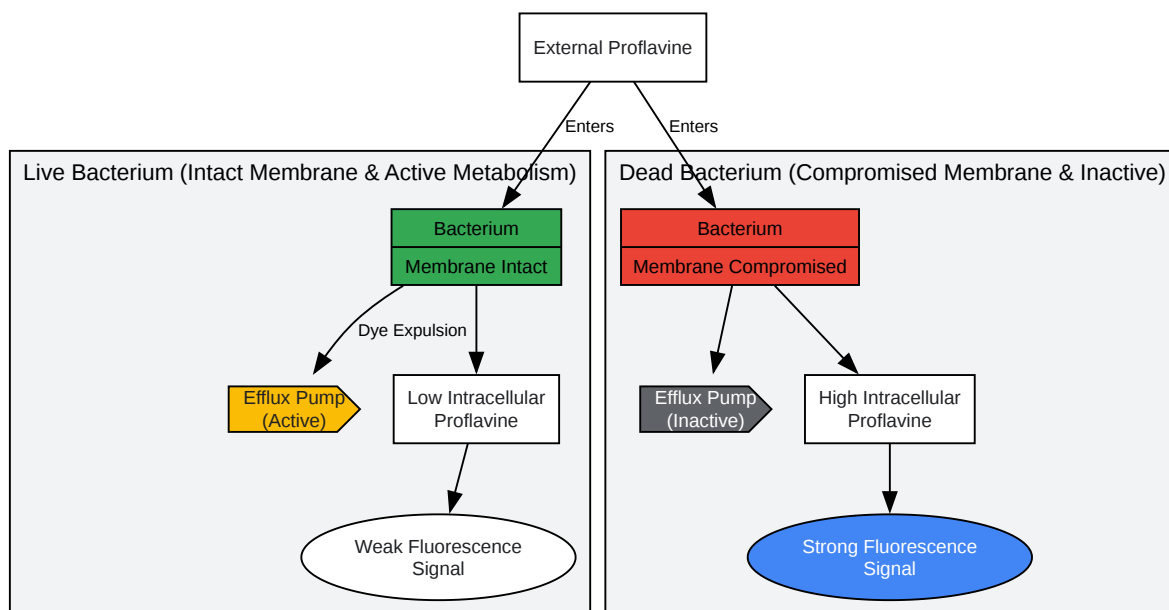 External Proflavine
Enters
Enters
Live Bacterium (Intact Membrane & Active Metabolism)
Dead Bacterium (Compromised Membrane & Inactive)
Bacterium
Membrane Intact
Bacterium
Membrane Compromised
Dye Expulsion
Efflux Pump
(Active)
Low Intracellular
Proflavine
Efflux Pump
(Inactive)
High Intracellular
Proflavine
Weak Fluorescence
Signal
Strong Fluorescence
Signal